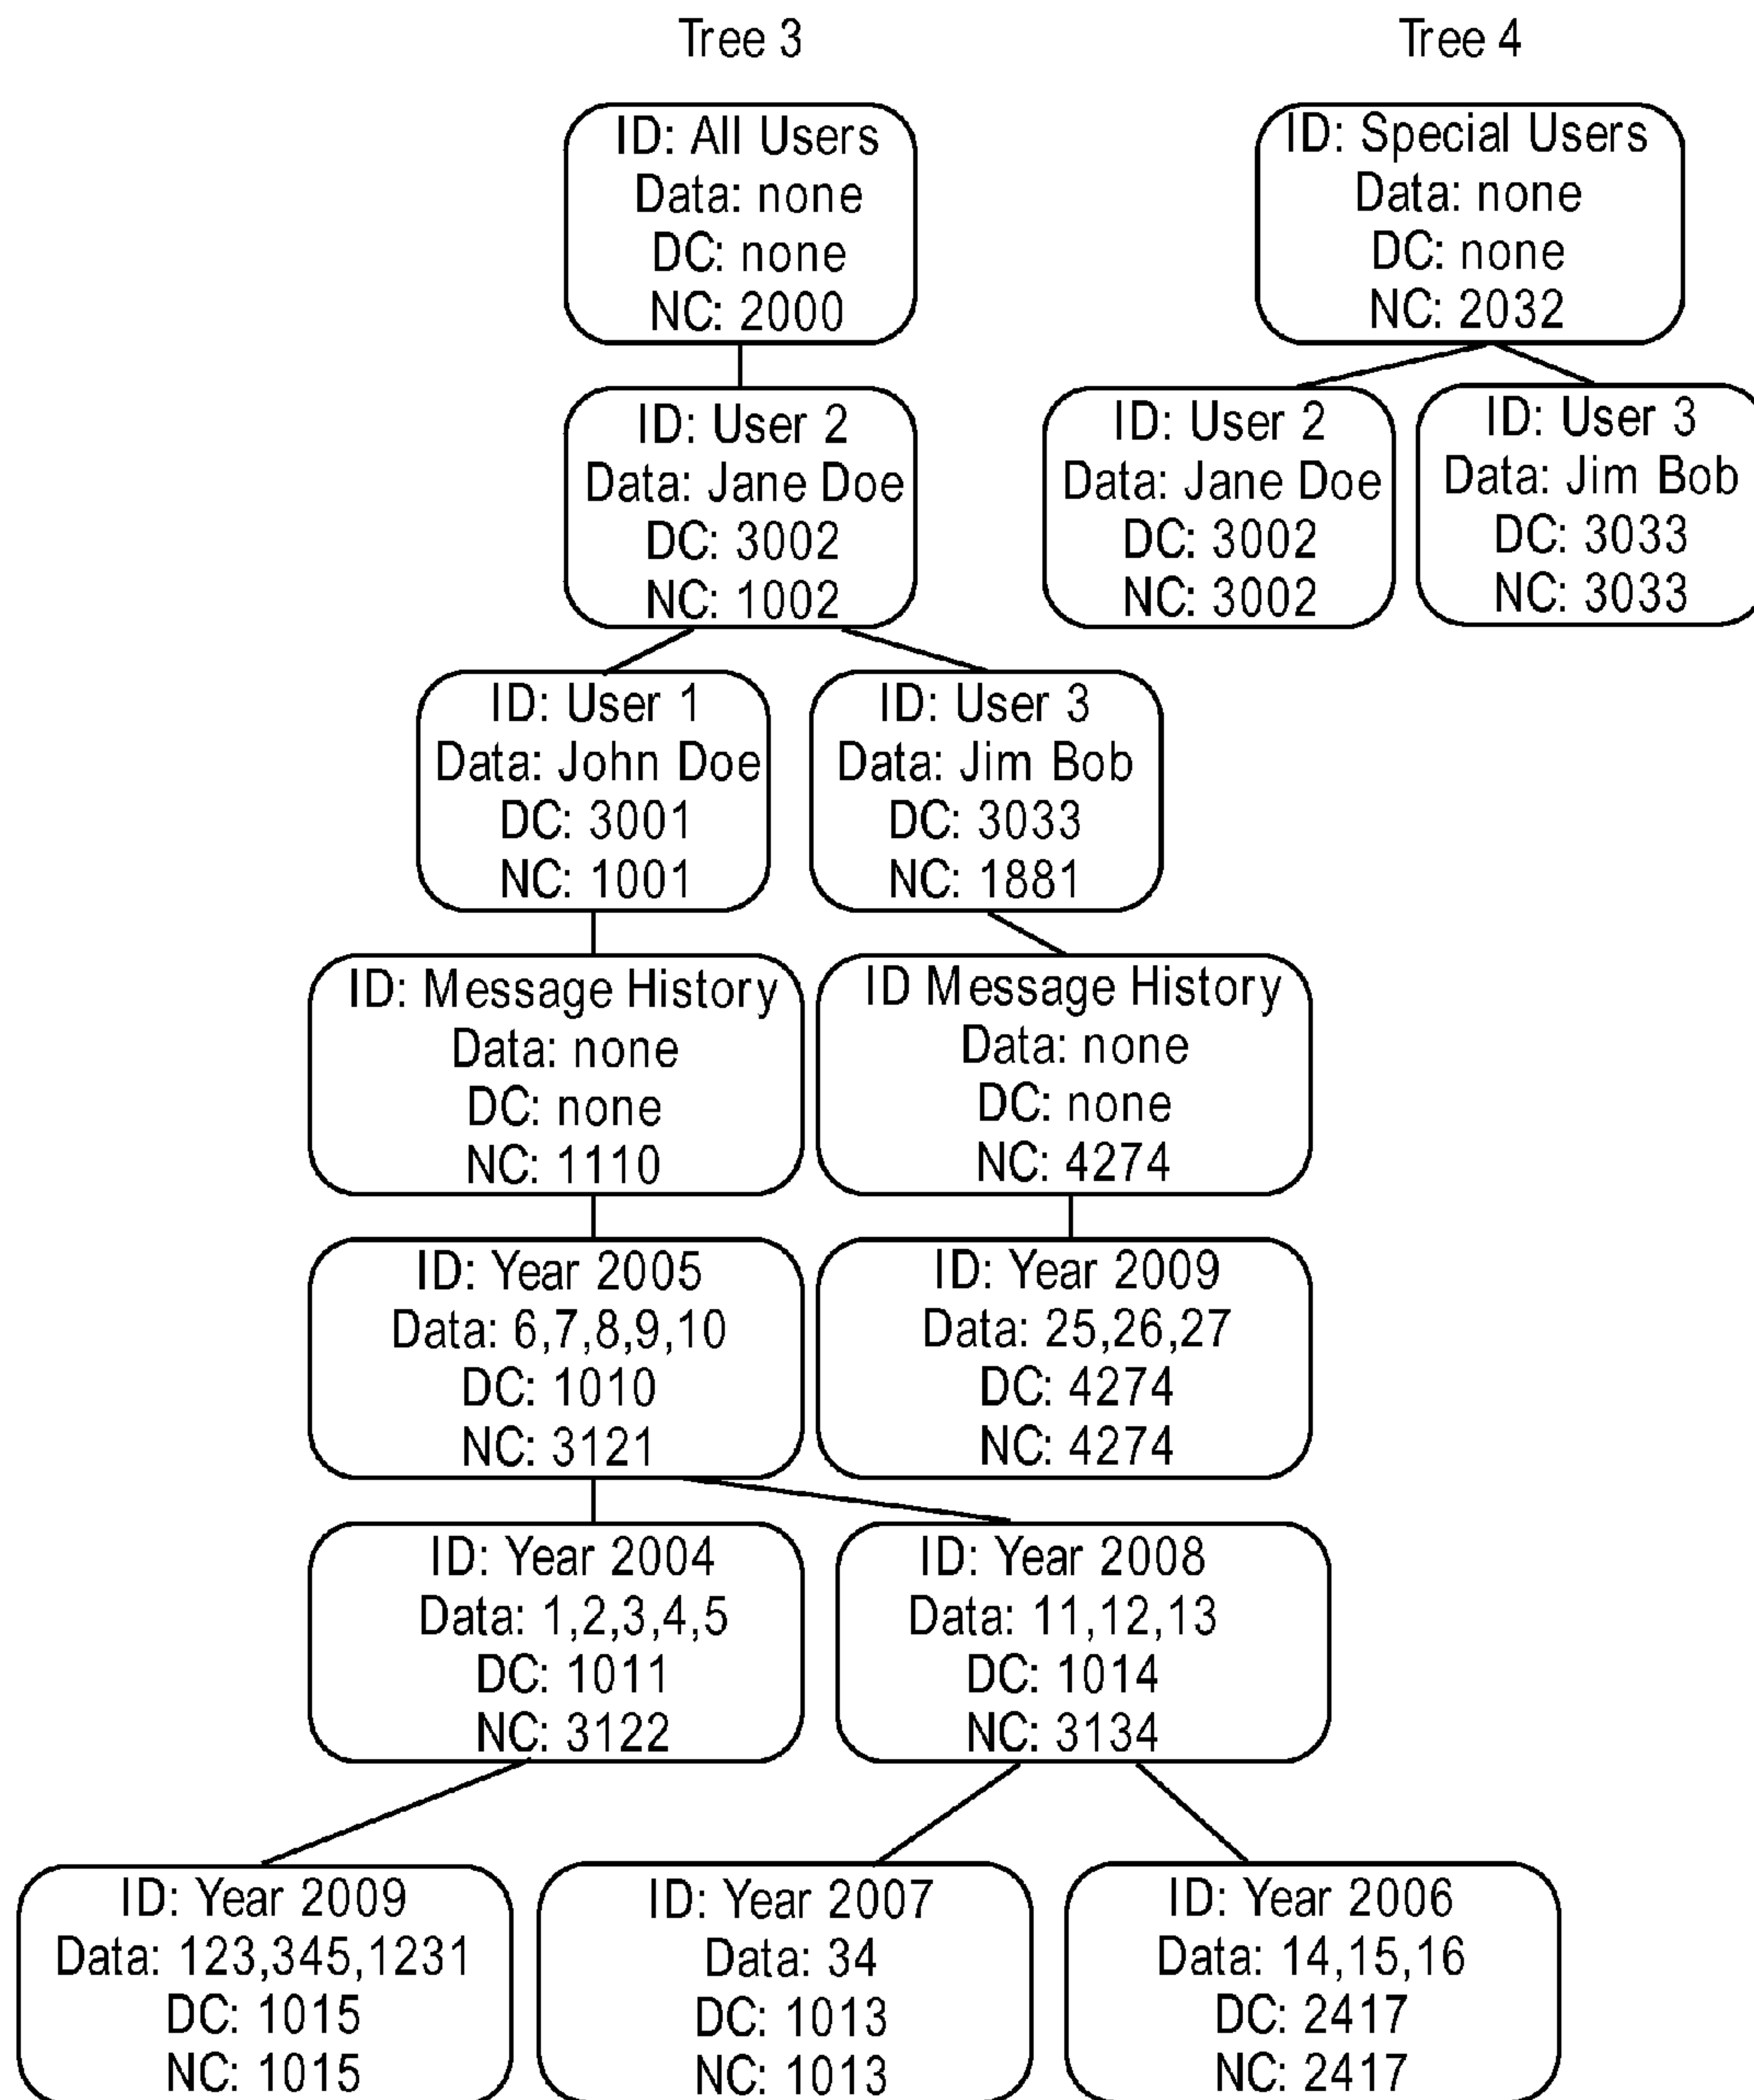 Tree 3
Tree 4
ID: All Users
Data: none
DC: none
NC: 2000
ID: Special Users
Data: none
DC: none
NC: 2032
ID: User 2
Data: Jane Doe
DC: 3002
NC: 1002
ID: User 2
Data: Jane Doe
DC: 3002
NC: 3002
ID: User 3
Data: Jim Bob
DC: 3033
NC: 3033
ID: User 1
Data: John Doe
DC: 3001
NC: 1001
ID: User 3
Data: Jim Bob
DC: 3033
NC: 1881
ID: Message History
Data: none
DC: none
NC: 1110
ID Message History
Data: none
DC: none
NC: 4274
ID: Year 2005
Data: 6,7,8,9,10
DC: 1010
NC: 3121
ID: Year 2009
Data: 25,26,27
DC: 4274
NC: 4274
ID: Year 2004
Data: 1,2,3,4,5
DC: 1011
NC: 3122
ID: Year 2008
Data: 11,12,13
DC: 1014
NC: 3134
ID: Year 2009
Data: 123,345,1231
DC: 1015
NC: 1015
ID: Year 2007
Data: 34
DC: 1013
NC: 1013
ID: Year 2006
Data: 14,15,16
DC: 2417
NC: 2417